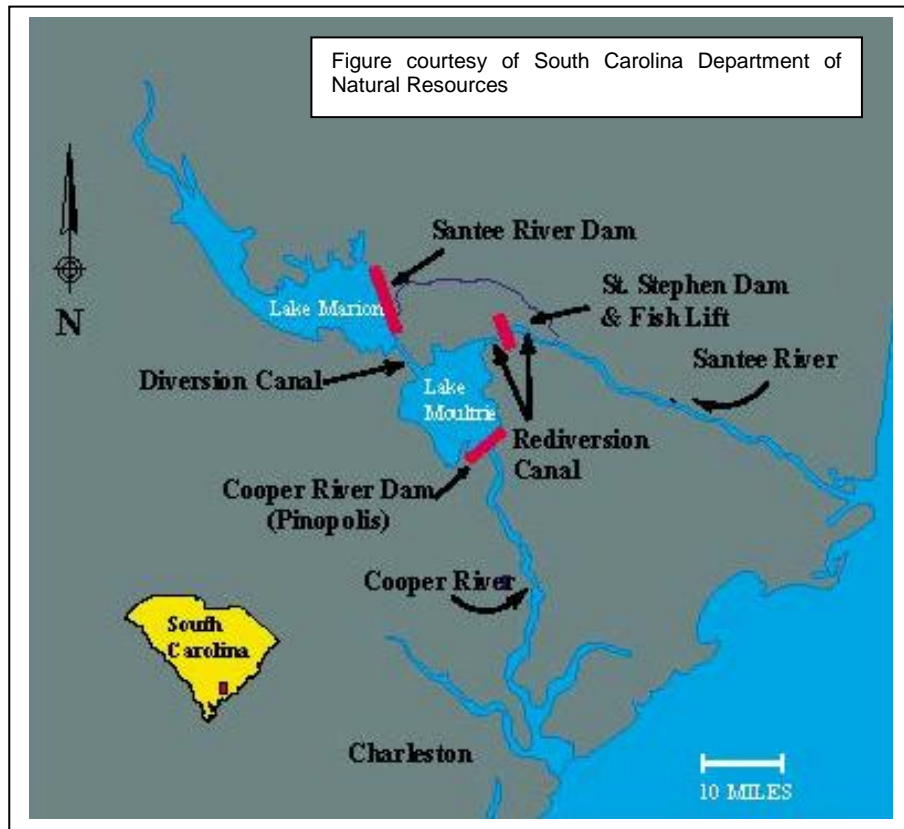 Figure courtesy of South Carolina Department of
Natural Resources
Santee River Dam
St. Stephen Dam
& Fish Lift
Lake Marion
N
Santee River
Diversion Canal
Lake
Moultrie
Rediversion
Canal
Cooper River Dam
(Pinopolis)
Cooper River
South
Carolina
Charleston
10 MILES